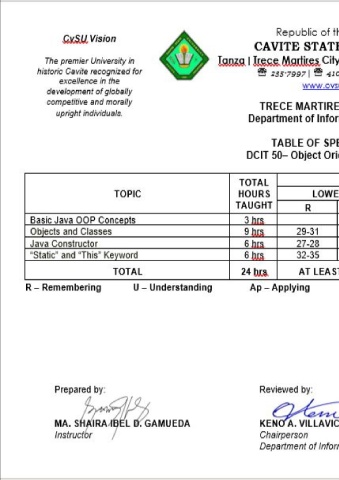 CvSU Vision
The premier University in
historic Cavite recognized for
excellence in the
development of globally
competitive and morally
upright individuals.
Republic of
CAVITE STATE
Tanza | Trece Martires City
☎ 235-7997 | ☎
www.cvs
TRECE MARTIRE
Department of Infor
TABLE OF SPE
DCIT 50– Object Orie
TOPIC TOTAL HOURS TAUGHT LOWE
R
Basic Java OOP Concepts 3 hrs
Objects and Classes 9 hrs 29-31
Java Constructor 6 hrs 27-28
“Static” and “This” Keyword 6 hrs 32-35
TOTAL 24 hrs AT LEAS
R – Remembering U – Understanding Ap – Applying
Prepared by: Reviewed by:
MA. SHAIRA IBEL D. GAMUEDA KENO A. VILLAVIC
Instructor Chairperson
Department of Infor